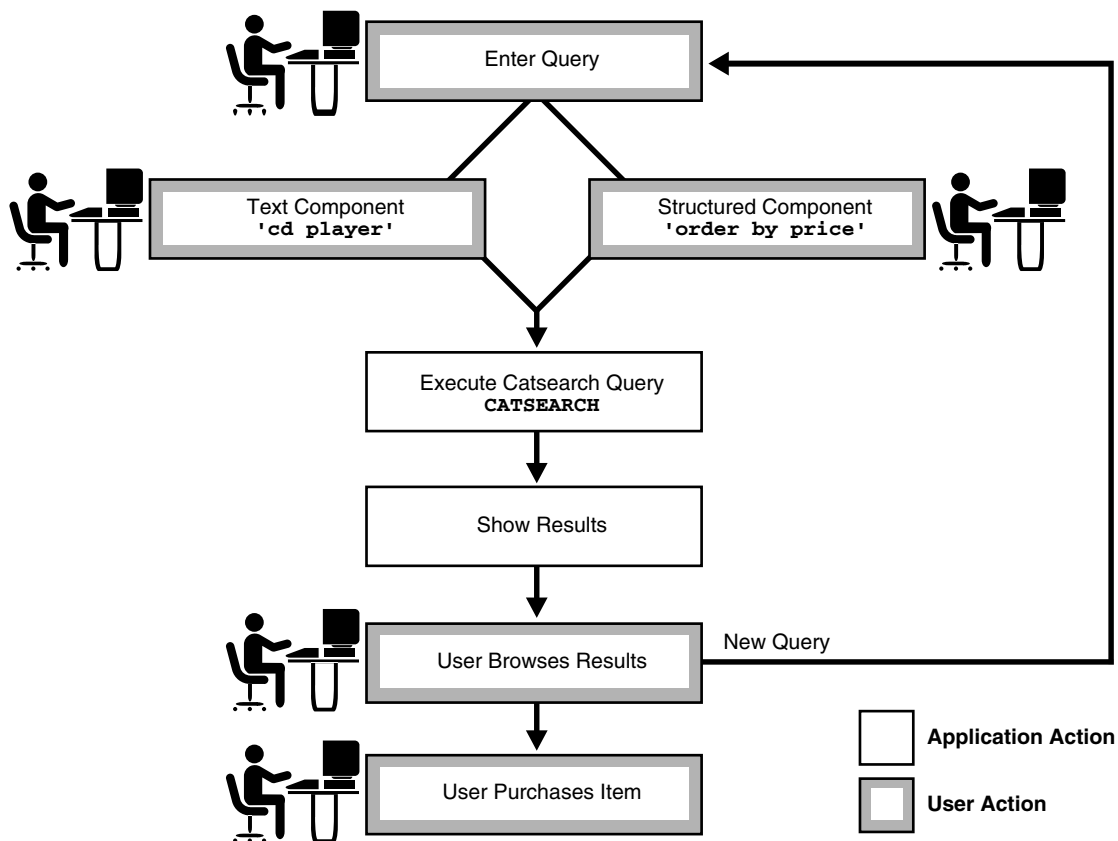 Enter Query
Text Component
'cd player'
Structured Component
'order by price'
Execute Catsearch Query
CATSEARCH
Show Results
User Browses Results
New Query
User Purchases Item
Application Action
User Action